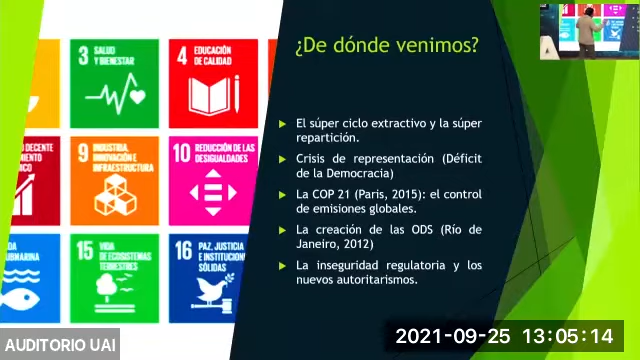 ¿De dónde venimos?
El súper ciclo extractivo y la súper
repartición.
Crisis de representación (Déficit
de la Democracia)
La COP 21 (Paris, 2015): el control
de emisiones globales.
La creación de las ODS (Río de
Janeiro, 2012)
La inseguridad regulatoria y los
nuevos autoritarismos.
3 SALUD
Y BIENESTAR
4 EDUCACIÓN
DE CALIDAD
DECENTE
9 INDUSTRIA,
INNOVACIÓN E
INFRAESTRUCTURA
10 REDUCCIÓN DE LAS
DESIGUALDADES
15 VIDA
DE ECOSISTEMAS
TERRESTRES
16 PAZ, JUSTICIA
E INSTITUCION
SÓLIDAS
AUDITORIO UAI
2021-09-25 13:05:14